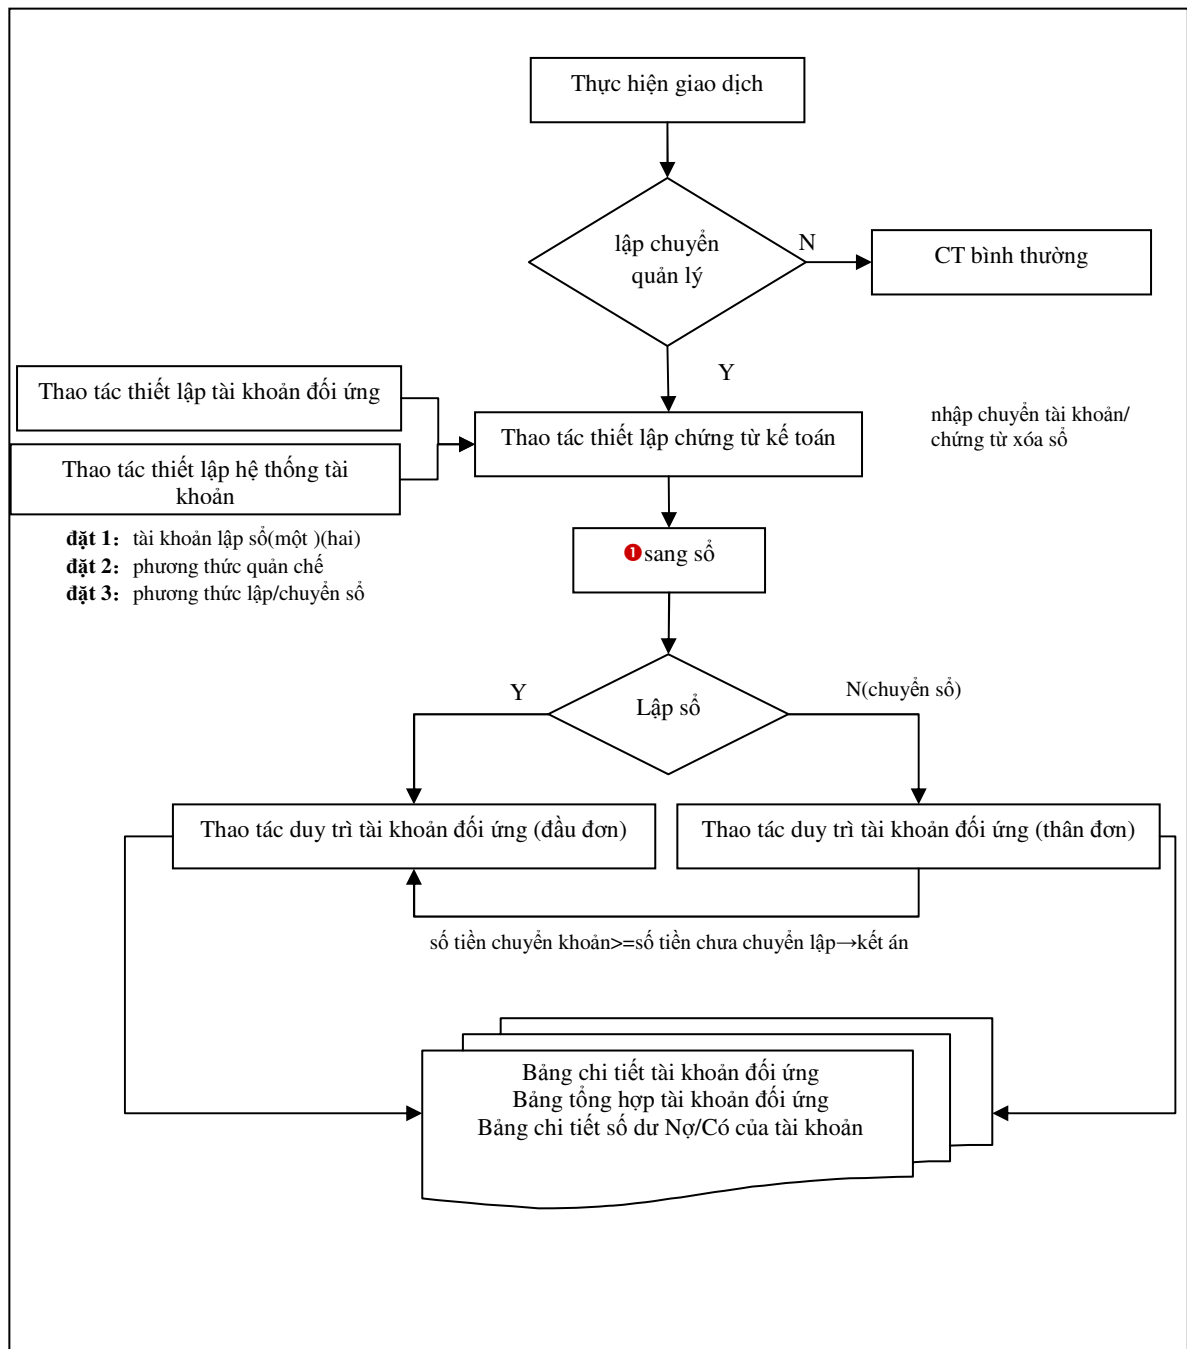 Thực hiện giao dịch
lập chuyển
quản lý
N
CT bình thường
Y
Thao tác thiết lập tài khoản đối ứng
Thao tác thiết lập chứng từ kế toán
nhập chuyển tài khoản/
chứng từ xóa sổ
Thao tác thiết lập hệ thống tài
khoản
đặt 1: tài khoản lập sổ(một )(hai)
đặt 2: phương thức quản chế
đặt 3: phương thức lập/chuyển sổ
❶sang sổ
Y
Lập sổ
N(chuyển sổ)
Thao tác duy trì tài khoản đối ứng (đầu đơn)
Thao tác duy trì tài khoản đối ứng (thân đơn)
số tiền chuyển khoản>=số tiền chưa chuyển lập→kết án
Bảng chi tiết tài khoản đối ứng
Bảng tổng hợp tài khoản đối ứng
Bảng chi tiết số dư Nợ/Có của tài khoản